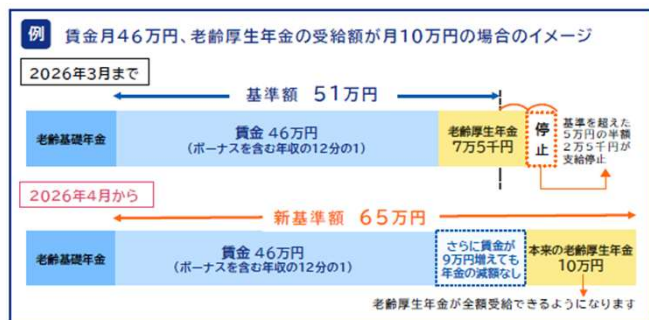 例 賃金月46万円、老齢厚生年金の受給額が月10万円の場合のイメージ
2026年3月まで
基準額 51万円
老齢基礎年金
賃金 46万円
(ボーナスを含む年収の12分の1)
老齢厚生年金
7万5千円
停
止
基準を超えた
5万円の半額
2万5千円が
支給停止
2026年4月から
新基準額 65万円
老齢基礎年金
賃金 46万円
(ボーナスを含む年収の12分の1)
さらに賃金が
9万円増えても
年金の減額なし
本来の老齢厚生年金
10万円
老齢厚生年金が全額受給できるようになります